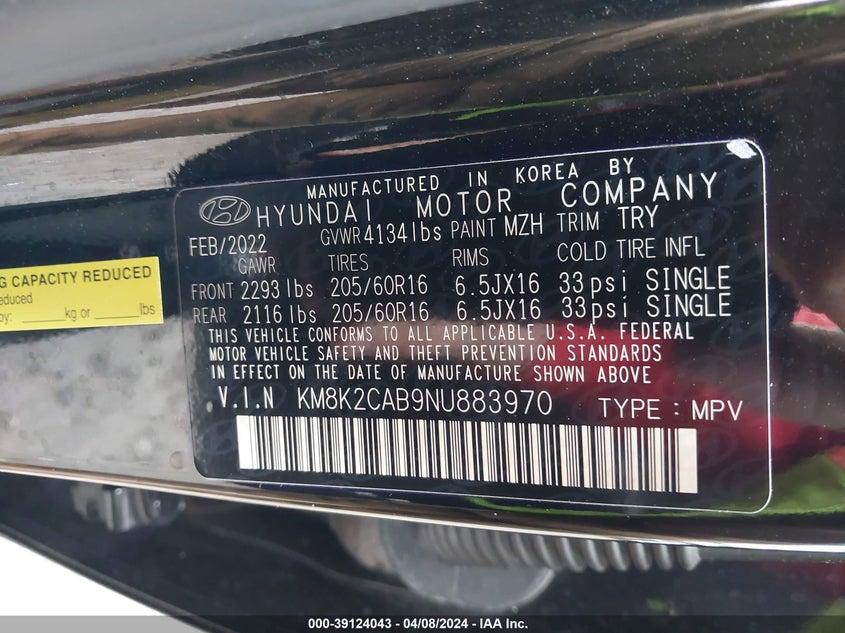 MANUFACTURED IN KOREA BY
HYUNDAI MOTOR COMPANY
FEB/2022 GVWR 4134 lbs PAINT MZH TRIM TRY
GAWR TIRES RIMS COLD TIRE INFL
FRONT 2293 lbs 205/60R16 6.5JX16 33 psi SINGLE
REAR 2116 lbs 205/60R16 6.5JX16 33 psi SINGLE
THIS VEHICLE CONFORMS TO ALL APPLICABLE U.S.A. FEDERAL
MOTOR VEHICLE SAFETY AND THEFT PREVENTION STANDARDS
IN EFFECT ON THE DATE OF MANUFACTURE SHOWN ABOVE
V.I.N KM8K2CAB9NU883970 TYPE : MPV
G CAPACITY REDUCED
educed
by: ______kg or ______lbs
000-39124043 - 04/08/2024 - IAA Inc.